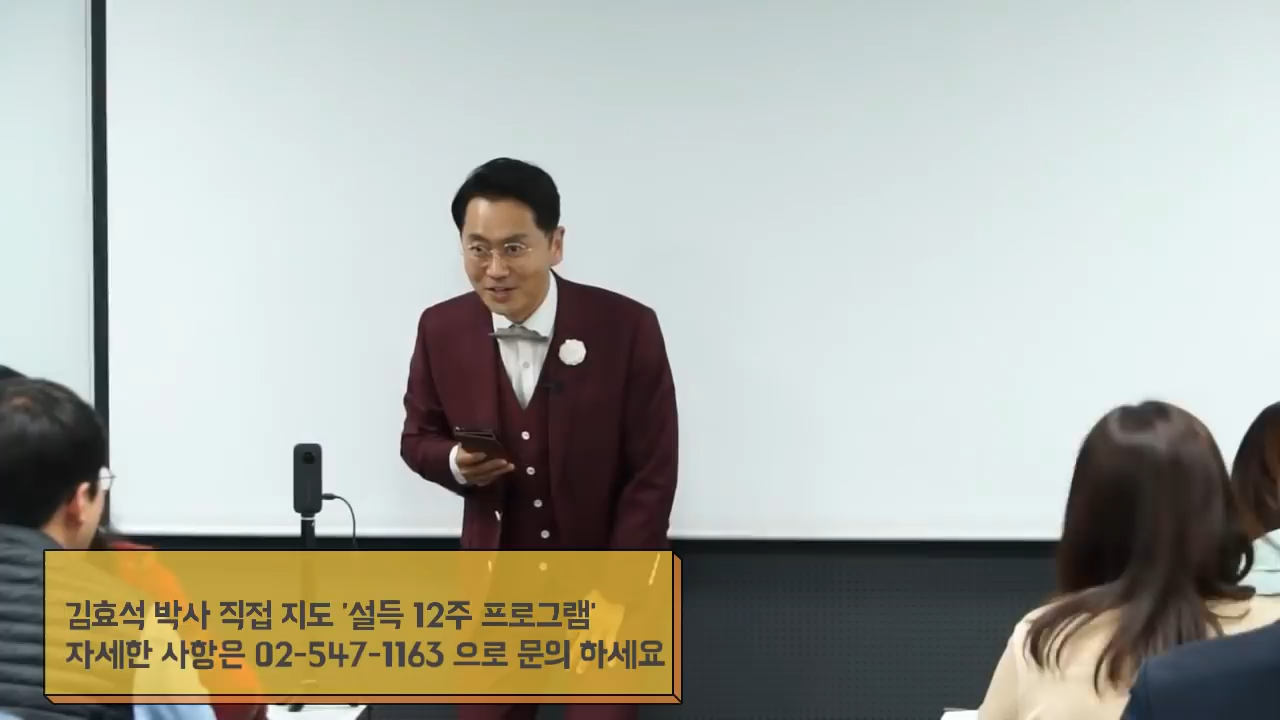 김효석 박사 직접 지도 '설득 12주 프로그램'
자세한 사항은 02-547-1163 으로 문의 하세요